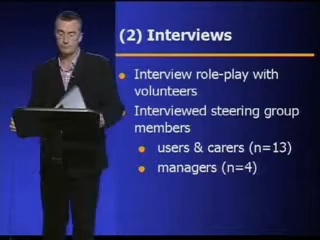 (2) Interviews
Interview role-play with
volunteers
Interviewed steering group
members
users & carers (n=13)
managers (n=4)